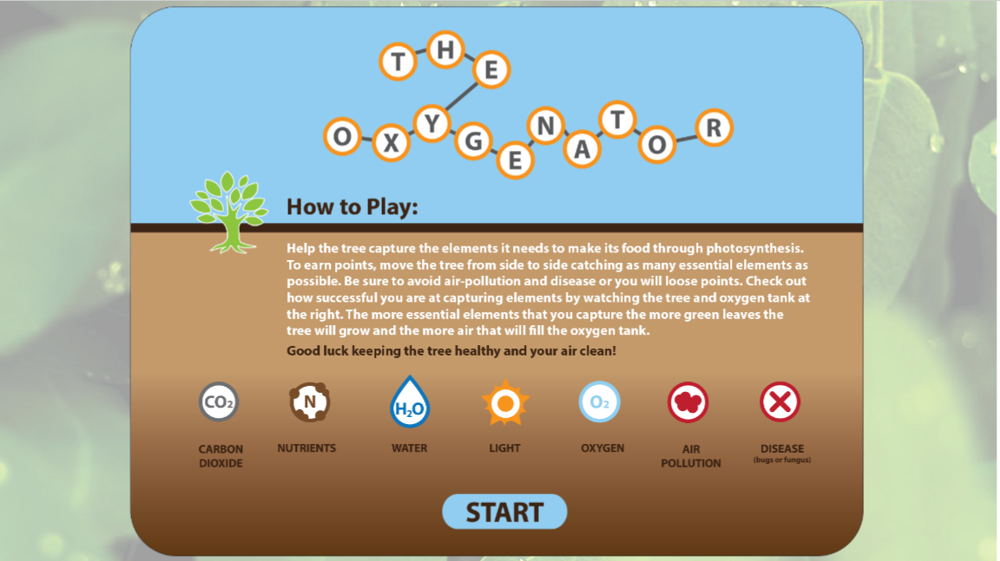 THE
OXYGENATOR
How to Play:
Help the tree capture the elements it needs to make its food through photosynthesis.
To earn points, move the tree from side to side catching as many essential elements as
possible. Be sure to avoid air-pollution and disease or you will loose points. Check out
how successful you are at capturing elements by watching the tree and oxygen tank at
the right. The more essential elements that you capture the more green leaves the
tree will grow and the more air that will fill the oxygen tank.
Good luck keeping the tree healthy and your air clean!
CO₂ N H₂O O₂
CARBON NUTRIENTS WATER LIGHT OXYGEN AIR DISEASE
DIOXIDE POLLUTION (bugs or fungus)
START